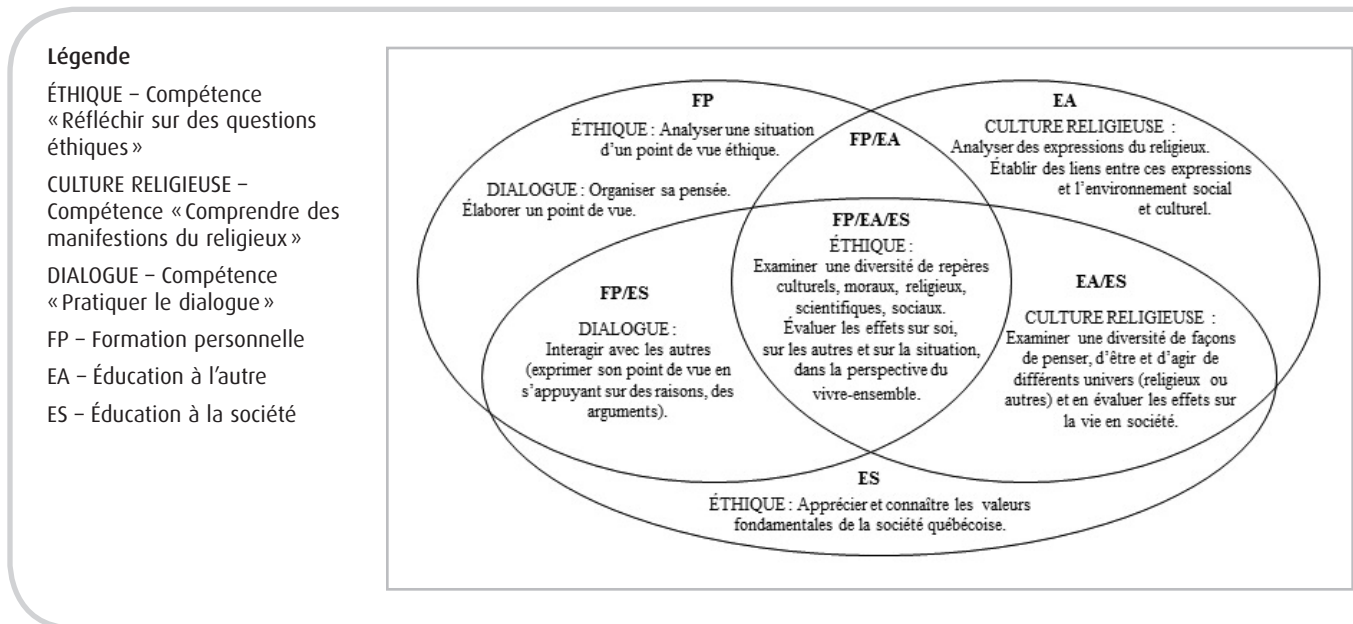 Légende
ÉTHIQUE – Compétence
« Réfléchir sur des questions
éthiques »
CULTURE RELIGIEUSE –
Compétence « Comprendre des
manifestions du religieux »
DIALOGUE – Compétence
« Pratiquer le dialogue »
FP – Formation personnelle
EA – Éducation à l’autre
ES – Éducation à la société
FP
ÉTHIQUE : Analyser une situation
d’un point de vue éthique.
DIALOGUE : Organiser sa pensée.
Élaborer un point de vue.
FP/EA
EA
CULTURE RELIGIEUSE :
Analyser des expressions du religieux.
Établir des liens entre ces expressions
et l’environnement social
et culturel.
FP/EA/ES
ÉTHIQUE :
Examiner une diversité de repères
culturels, moraux, religieux,
scientifiques, sociaux.
Évaluer les effets sur soi,
sur les autres et sur la situation,
dans la perspective du
vivre-ensemble.
FP/ES
DIALOGUE :
Interagir avec les autres
(exprimer son point de vue en
s’appuyant sur des raisons, des
arguments).
EA/ES
CULTURE RELIGIEUSE :
Examiner une diversité de façons
de penser, d’être et d’agir de
différents univers (religieux ou
autres) et en évaluer les effets sur
la vie en société.
ES
ÉTHIQUE : Apprécier et connaître les valeurs
fondamentales de la société québécoise.